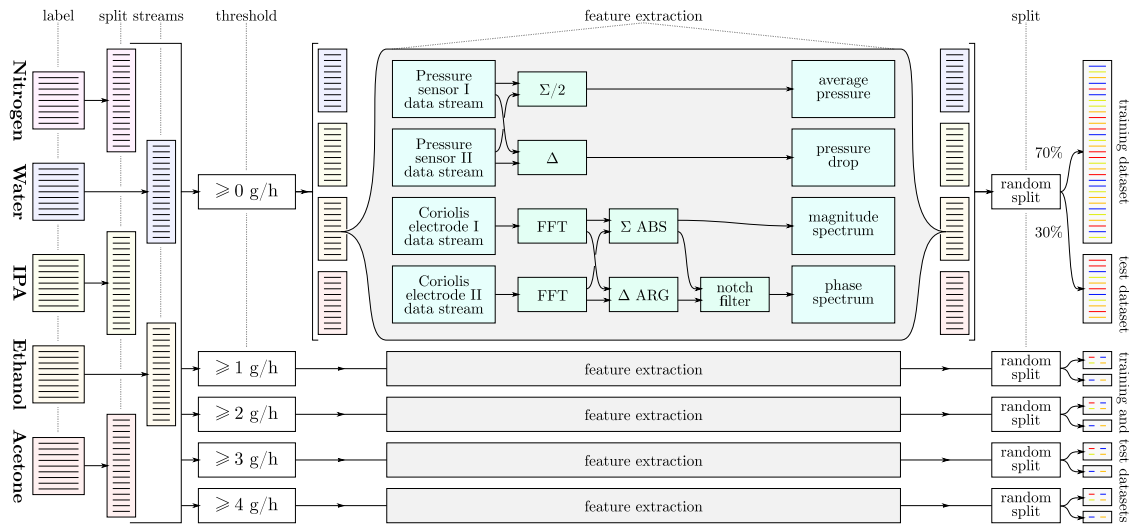 label
split streams
threshold
feature extraction
split
Nitrogen
Water
IPA
Ethanol
Acetone
⩾ 0 g/h
Pressure
sensor I
data stream
Σ/2
average
pressure
Pressure
sensor II
data stream
Δ
pressure
drop
Coriolis
electrode I
data stream
FFT
Σ ABS
magnitude
spectrum
Coriolis
electrode II
data stream
FFT
Δ ARG
notch
filter
phase
spectrum
random
split
70%
30%
training dataset
test dataset
⩾ 1 g/h
feature extraction
random
split
⩾ 2 g/h
feature extraction
random
split
⩾ 3 g/h
feature extraction
random
split
⩾ 4 g/h
feature extraction
random
split
training and test datasets